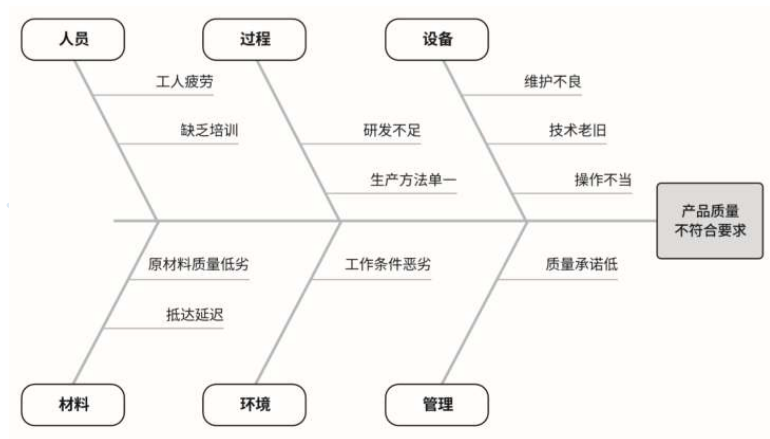 人员
过程
设备
工人疲劳
维护不良
缺乏培训
研发不足
技术老旧
生产方法单一
操作不当
产品质量
不符合要求
原材料质量低劣
工作条件恶劣
质量承诺低
抵达延迟
材料
环境
管理